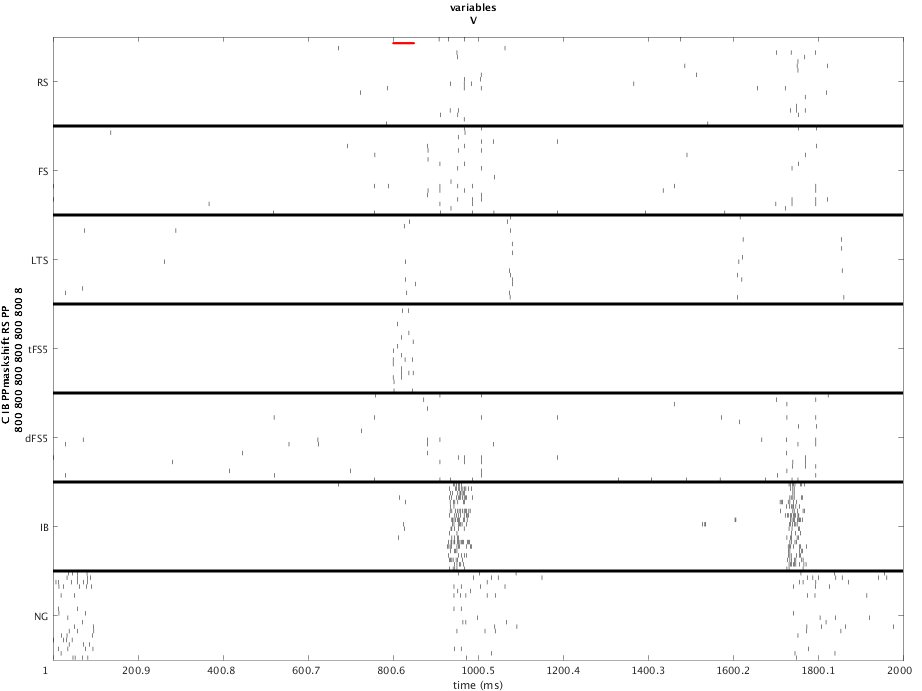 variables
V
RS
FS
LTS
tFS5
dFS5
IB
NG
C IB PPmaskshift RS PP
800 800 800 800 800 800 8
1 200.9 400.8 600.7 800.6 1000.5 1200.4 1400.3 1600.2 1800.1 2000
time (ms)